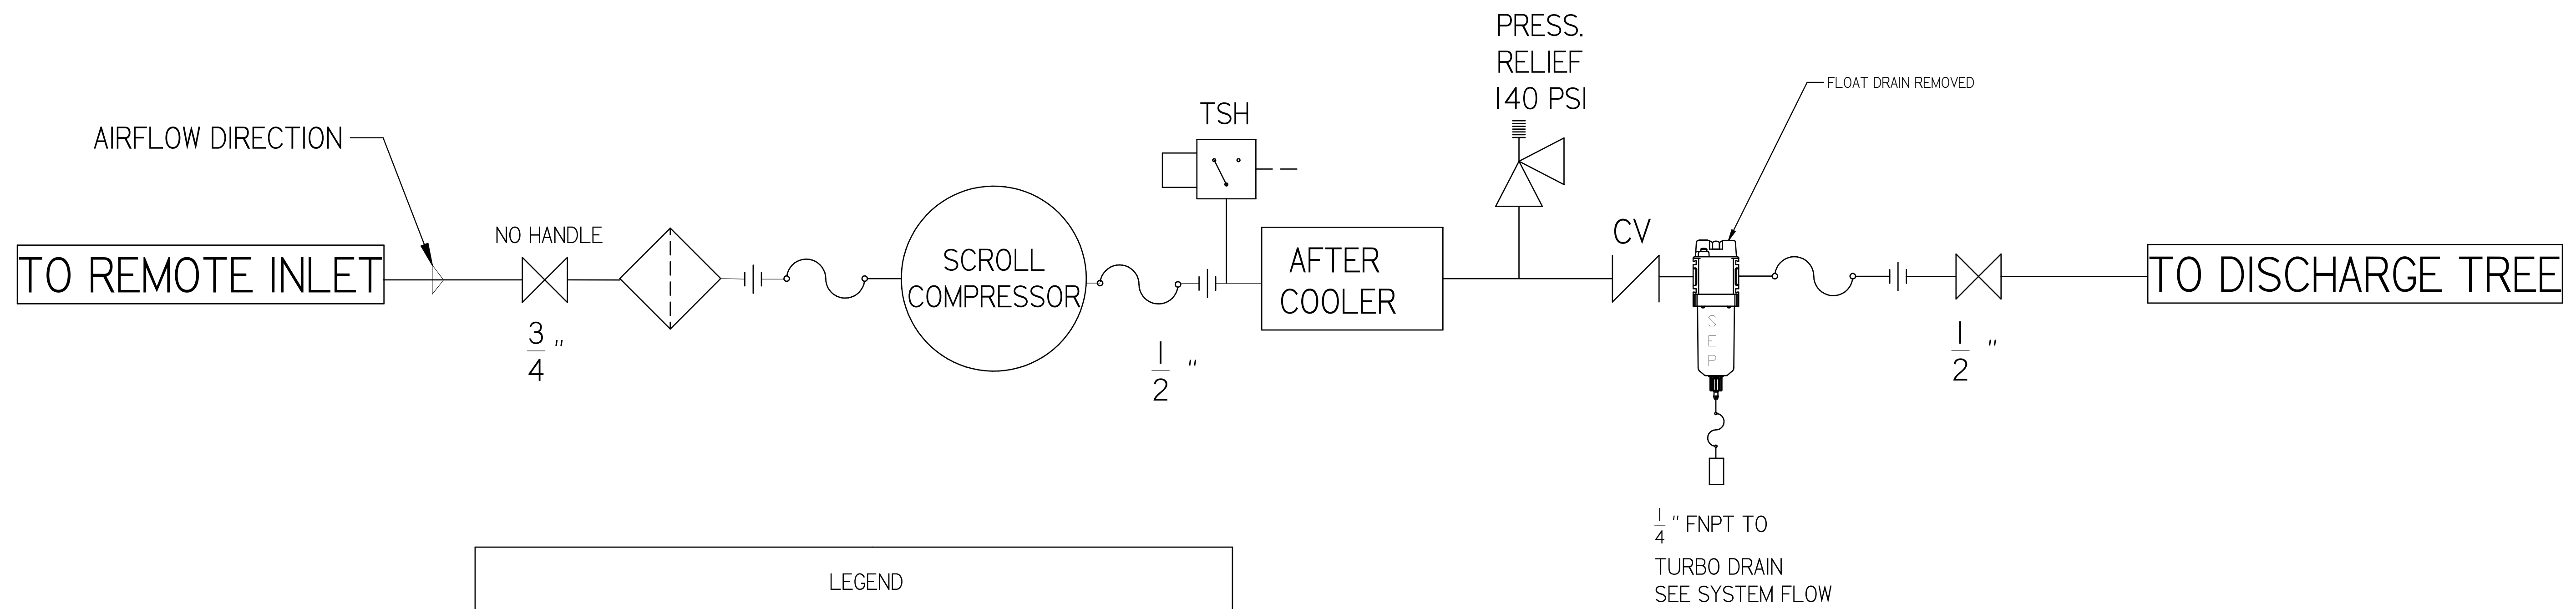 PRESS.
RELIEF
140 PSI
FLOAT DRAIN REMOVED
TSH
AIRFLOW DIRECTION
NO HANDLE
CV
TO REMOTE INLET
SCROLL
COMPRESSOR
AFTER
COOLER
TO DISCHARGE TREE
S
E
P
3/4 "
1/2 "
1/2 "
1/4 " FNPT TO
TURBO DRAIN
SEE SYSTEM FLOW
LEGEND